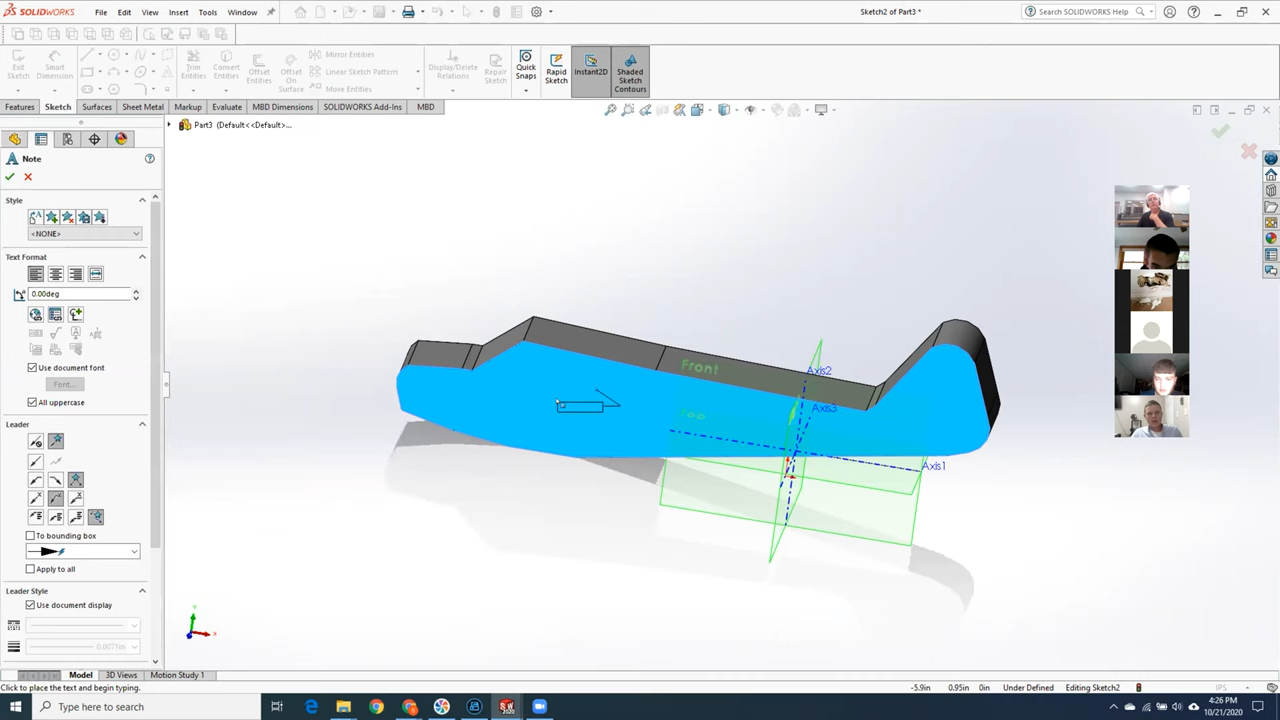 SOLIDWORKS
File
Edit
View
Insert
Tools
Window
Sketch2 of Part3 *
Search SOLIDWORKS Help
Exit Sketch
Smart Dimension
Trim Entities
Convert Entities
Offset Entities
Offset On Surface
Mirror Entities
Linear Sketch Pattern
Move Entities
Display/Delete Relations
Repair Sketch
Quick Snaps
Rapid Sketch
Instant2D
Shaded Sketch Contours
Features
Sketch
Surfaces
Sheet Metal
Markup
Evaluate
MBD Dimensions
SOLIDWORKS Add-Ins
MBD
Part3 (Default<<Default>...
Note
Style
<NONE>
Text Format
0.00deg
Use document font
Font...
All uppercase
Leader
To bounding box
Apply to all
Leader Style
Use document display
0.0071in
Front
Top
Axis2
Axis3
Axis1
Y
X
Model
3D Views
Motion Study 1
Click to place the text and begin typing.
-5.9in
0.95in
0in
Under Defined
Editing Sketch2
IPS
Type here to search
4:26 PM
10/21/2020